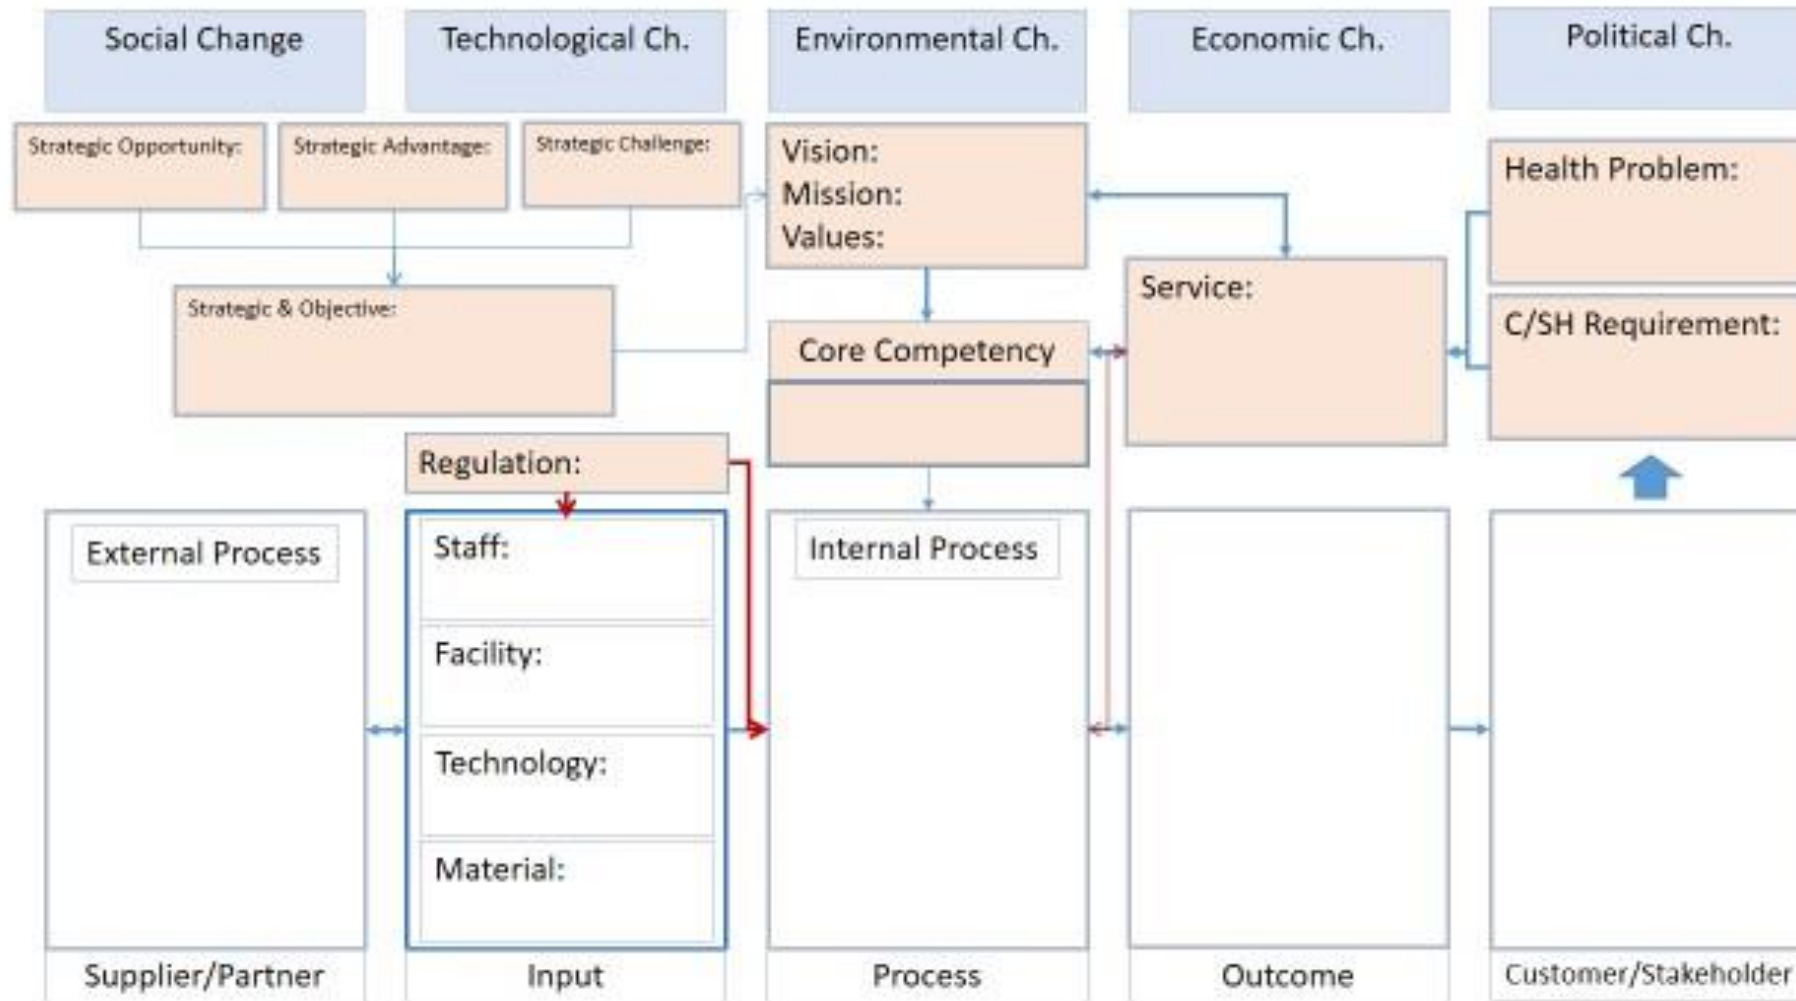 Social Change
Technological Ch.
Environmental Ch.
Economic Ch.
Political Ch.
Strategic Opportunity:
Strategic Advantage:
Strategic Challenge:
Vision:
Mission:
Values:
Health Problem:
Strategic & Objective:
Service:
C/SH Requirement:
Core Competency
Regulation:
External Process
Staff:
Facility:
Technology:
Material:
Internal Process
Supplier/Partner
Input
Process
Outcome
Customer/Stakeholder